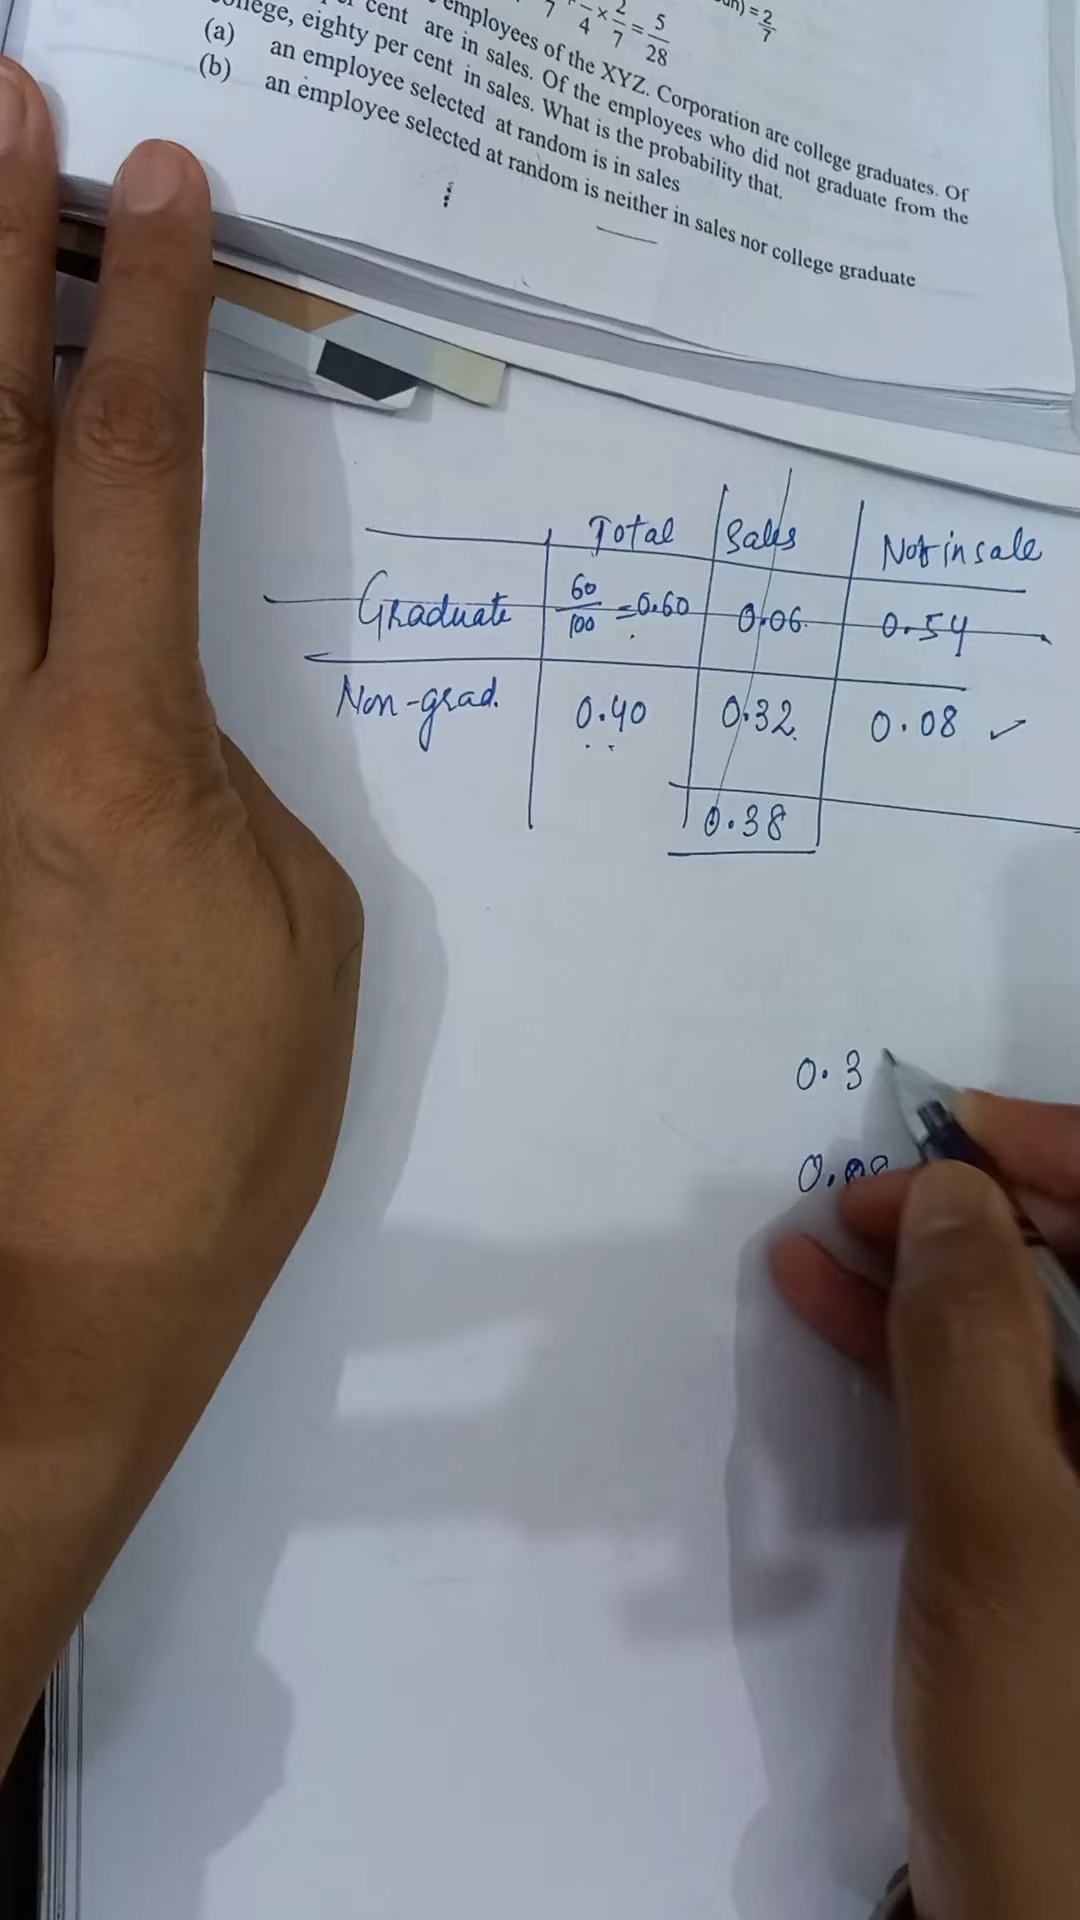 7 4 × 2/7 = 5/28
= 2/7
employees of the XYZ. Corporation are college graduates. Of
cent are in sales. Of the employees who did not graduate from the
eighty per cent in sales. What is the probability that.
(a) an employee selected at random is in sales
(b) an employee selected at random is neither in sales nor college graduate
Total Sales Not in sale
Graduate 60/100 = 0.60 0.06 0.54
Non-grad. 0.40 0.32 0.08 ✓
0.38
0.3